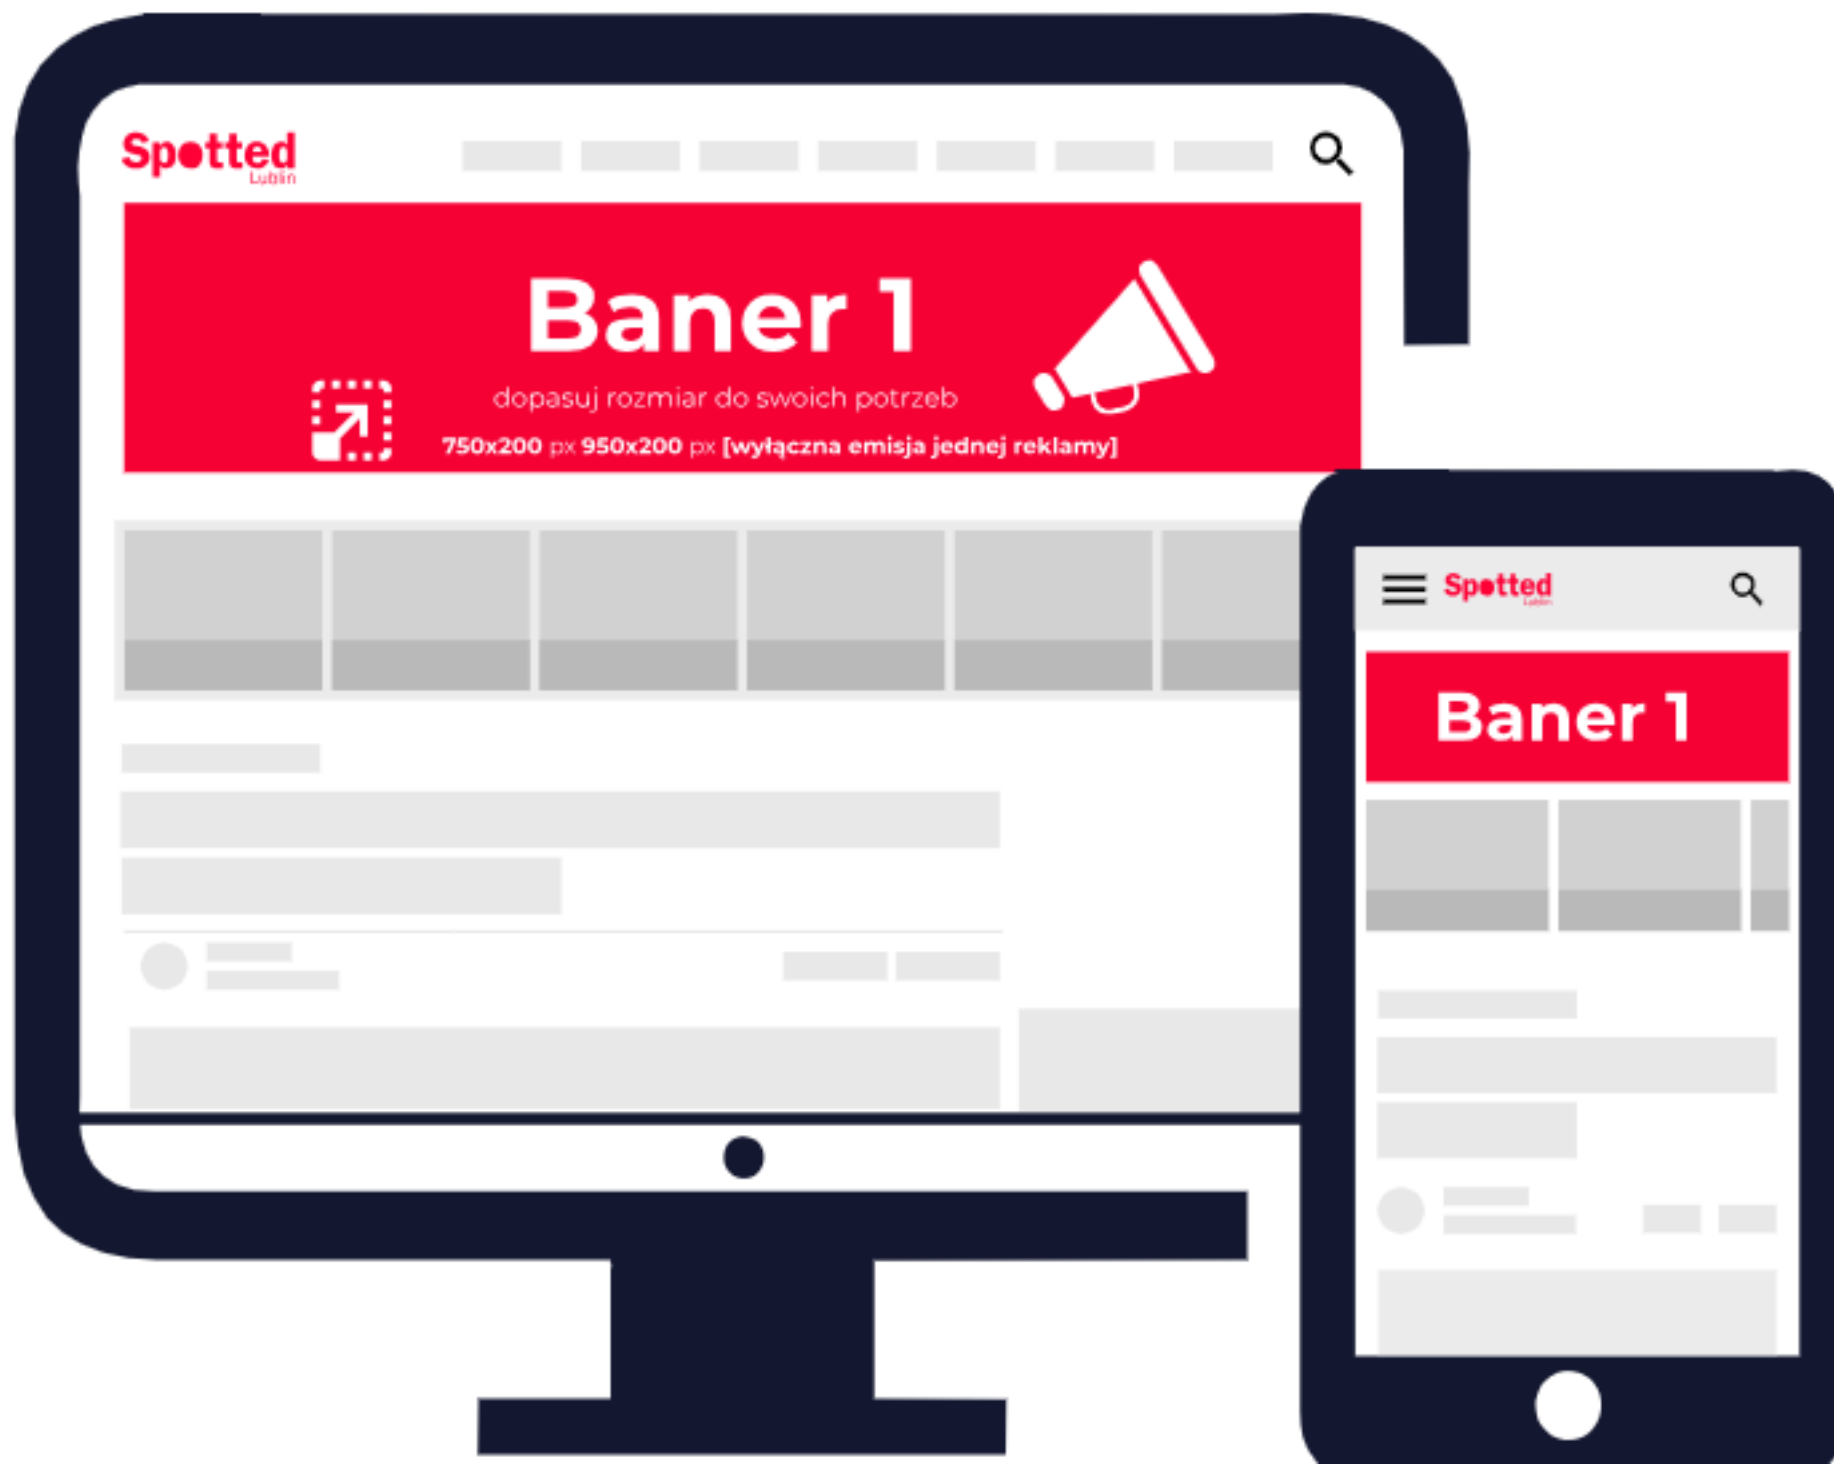 Spotted
Lublin
Baner 1
dopasuj rozmiar do swoich potrzeb
750x200 px 950x200 px [wyłączna emisja jednej reklamy]
Spotted
Lublin
Baner 1